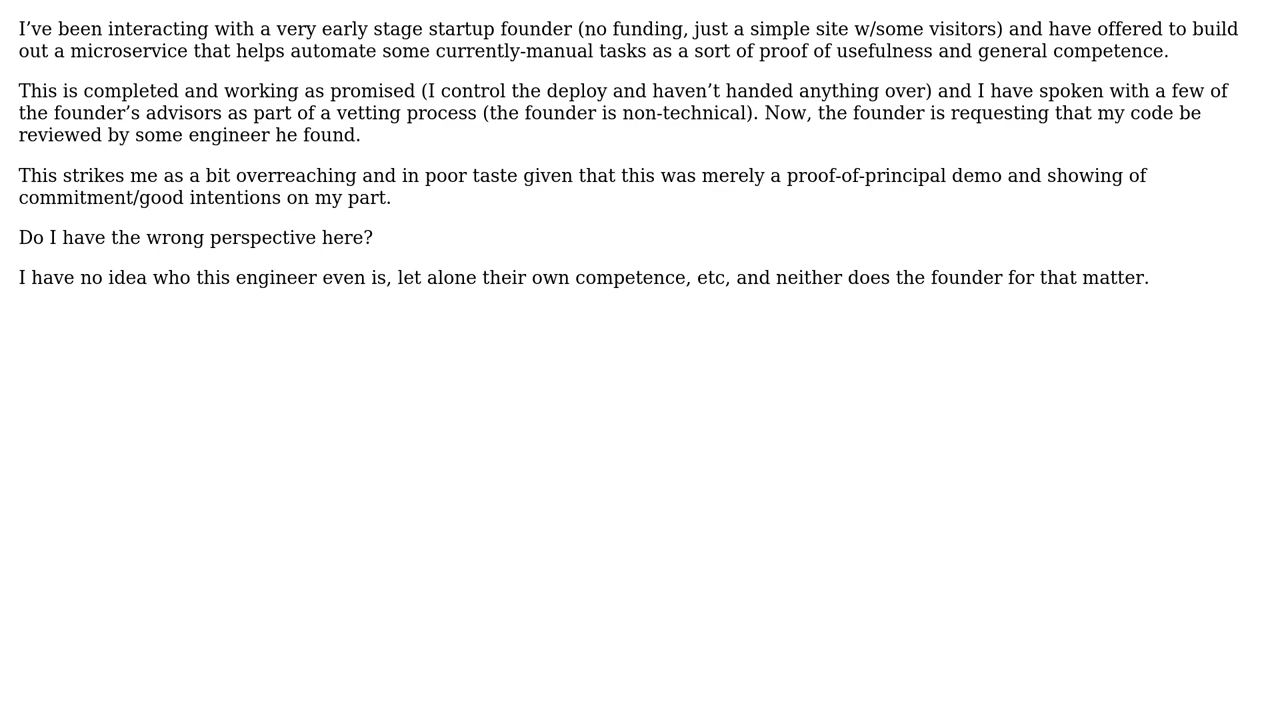 I’ve been interacting with a very early stage startup founder (no funding, just a simple site w/some visitors) and have offered to build
out a microservice that helps automate some currently-manual tasks as a sort of proof of usefulness and general competence.
This is completed and working as promised (I control the deploy and haven’t handed anything over) and I have spoken with a few of
the founder’s advisors as part of a vetting process (the founder is non-technical). Now, the founder is requesting that my code be
reviewed by some engineer he found.
This strikes me as a bit overreaching and in poor taste given that this was merely a proof-of-principal demo and showing of
commitment/good intentions on my part.
Do I have the wrong perspective here?
I have no idea who this engineer even is, let alone their own competence, etc, and neither does the founder for that matter.